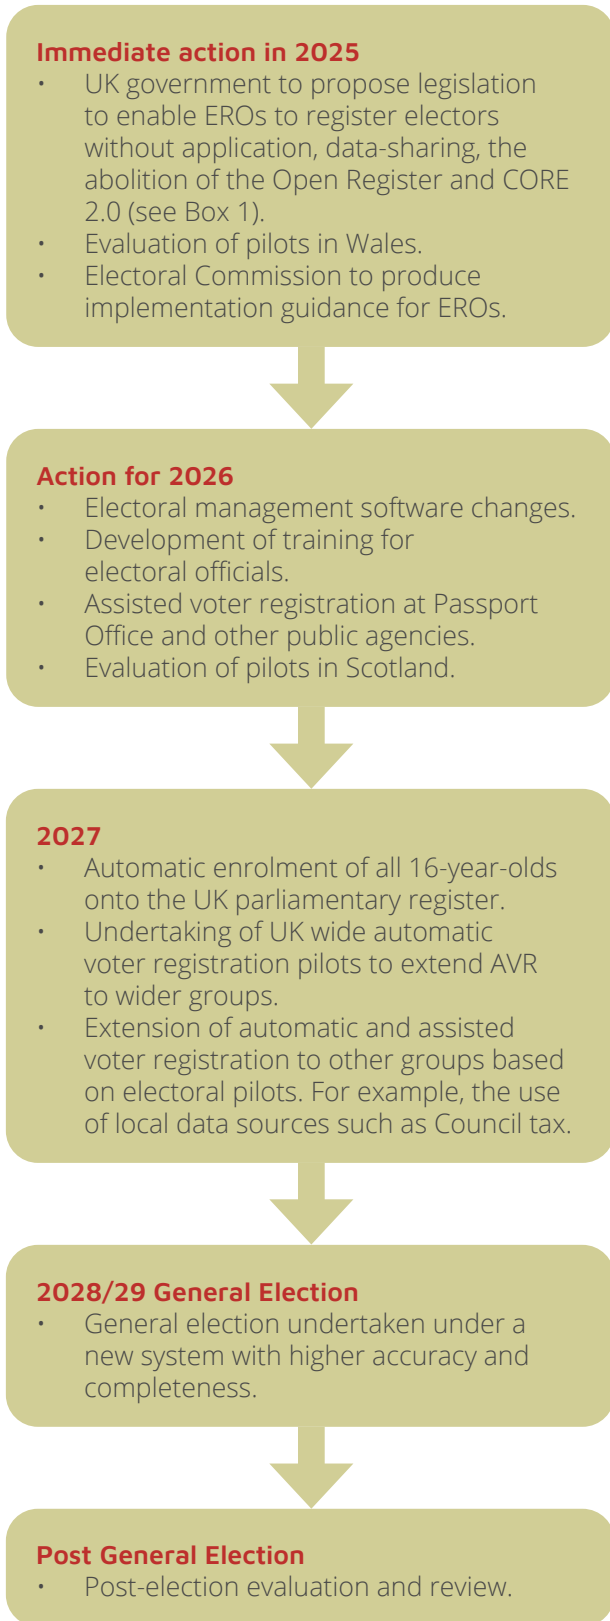 Immediate action in 2025
• UK government to propose legislation
to enable EROs to register electors
without application, data-sharing, the
abolition of the Open Register and CORE
2.0 (see Box 1).
• Evaluation of pilots in Wales.
• Electoral Commission to produce
implementation guidance for EROs.
Action for 2026
• Electoral management software changes.
• Development of training for
electoral officials.
• Assisted voter registration at Passport
Office and other public agencies.
• Evaluation of pilots in Scotland.
2027
• Automatic enrolment of all 16-year-olds
onto the UK parliamentary register.
• Undertaking of UK wide automatic
voter registration pilots to extend AVR
to wider groups.
• Extension of automatic and assisted
voter registration to other groups based
on electoral pilots. For example, the use
of local data sources such as Council tax.
2028/29 General Election
• General election undertaken under a
new system with higher accuracy and
completeness.
Post General Election
• Post-election evaluation and review.